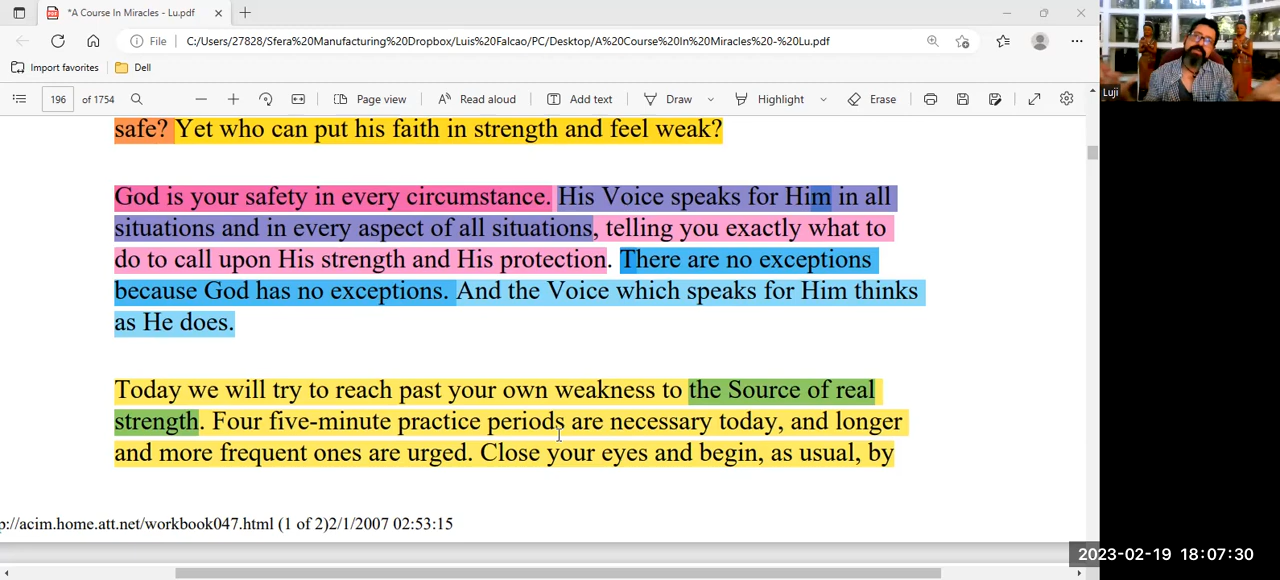 *A Course In Miracles - Lu.pdf
File
C:/Users/27828/Sfera%20Manufacturing%20Dropbox/Luis%20Falcao/PC/Desktop/A%20Course%20In%20Miracles%20-%20Lu.pdf
Import favorites
Dell
196 of 1754
Page view
Read aloud
Add text
Draw
Highlight
Erase
Luji
safe? Yet who can put his faith in strength and feel weak?
God is your safety in every circumstance. His Voice speaks for Him in all
situations and in every aspect of all situations, telling you exactly what to
do to call upon His strength and His protection. There are no exceptions
because God has no exceptions. And the Voice which speaks for Him thinks
as He does.
Today we will try to reach past your own weakness to the Source of real
strength. Four five-minute practice periods are necessary today, and longer
and more frequent ones are urged. Close your eyes and begin, as usual, by
p://acim.home.att.net/workbook047.html (1 of 2)2/1/2007 02:53:15
2023-02-19 18:07:30